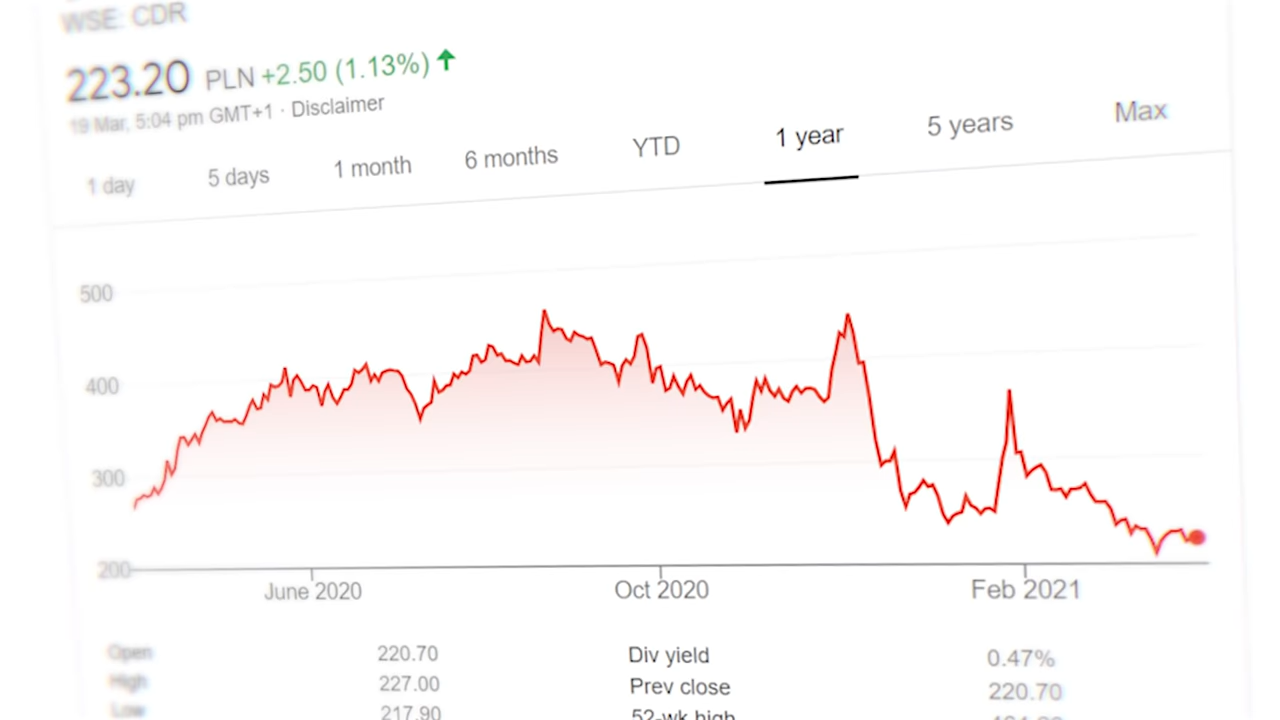 WSE: CDR
223.20 PLN +2.50 (1.13%)
19 Mar, 5:04 pm GMT+1 · Disclaimer
1 day 5 days 1 month 6 months YTD 1 year 5 years Max
500
400
300
200
June 2020 Oct 2020 Feb 2021
Open 220.70 Div yield 0.47%
High 227.00 Prev close 220.70
Low 217.90 52-wk high